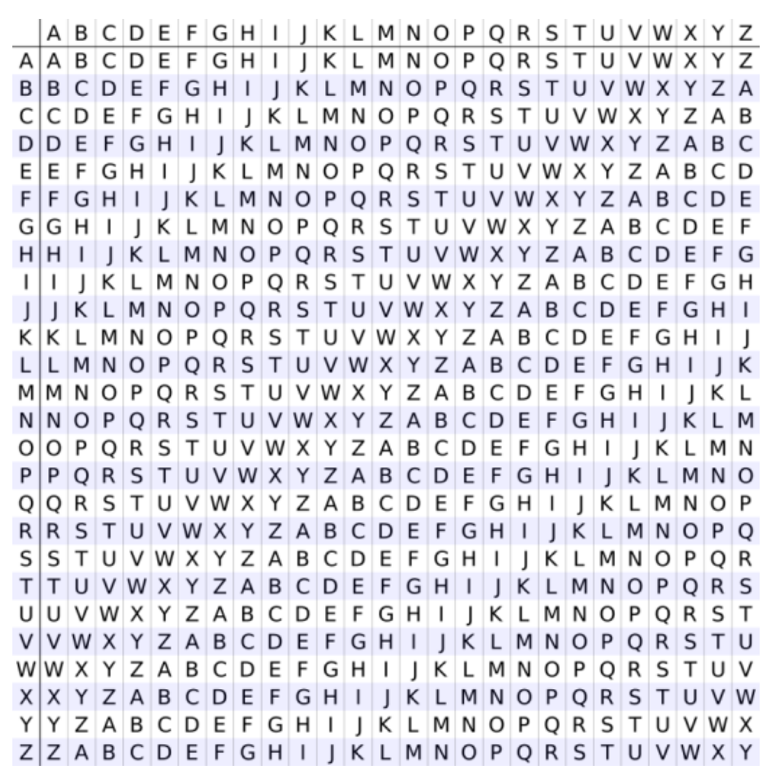 A B C D E F G H I J K L M N O P Q R S T U V W X Y Z
A A B C D E F G H I J K L M N O P Q R S T U V W X Y Z
B B C D E F G H I J K L M N O P Q R S T U V W X Y Z A
C C D E F G H I J K L M N O P Q R S T U V W X Y Z A B
D D E F G H I J K L M N O P Q R S T U V W X Y Z A B C
E E F G H I J K L M N O P Q R S T U V W X Y Z A B C D
F F G H I J K L M N O P Q R S T U V W X Y Z A B C D E
G G H I J K L M N O P Q R S T U V W X Y Z A B C D E F
H H I J K L M N O P Q R S T U V W X Y Z A B C D E F G
I I J K L M N O P Q R S T U V W X Y Z A B C D E F G H
J J K L M N O P Q R S T U V W X Y Z A B C D E F G H I
K K L M N O P Q R S T U V W X Y Z A B C D E F G H I J
L L M N O P Q R S T U V W X Y Z A B C D E F G H I J K
M M N O P Q R S T U V W X Y Z A B C D E F G H I J K L
N N O P Q R S T U V W X Y Z A B C D E F G H I J K L M
O O P Q R S T U V W X Y Z A B C D E F G H I J K L M N
P P Q R S T U V W X Y Z A B C D E F G H I J K L M N O
Q Q R S T U V W X Y Z A B C D E F G H I J K L M N O P
R R S T U V W X Y Z A B C D E F G H I J K L M N O P Q
S S T U V W X Y Z A B C D E F G H I J K L M N O P Q R
T T U V W X Y Z A B C D E F G H I J K L M N O P Q R S
U U V W X Y Z A B C D E F G H I J K L M N O P Q R S T
V V W X Y Z A B C D E F G H I J K L M N O P Q R S T U
W W X Y Z A B C D E F G H I J K L M N O P Q R S T U V
X X Y Z A B C D E F G H I J K L M N O P Q R S T U V W
Y Y Z A B C D E F G H I J K L M N O P Q R S T U V W X
Z Z A B C D E F G H I J K L M N O P Q R S T U V W X Y